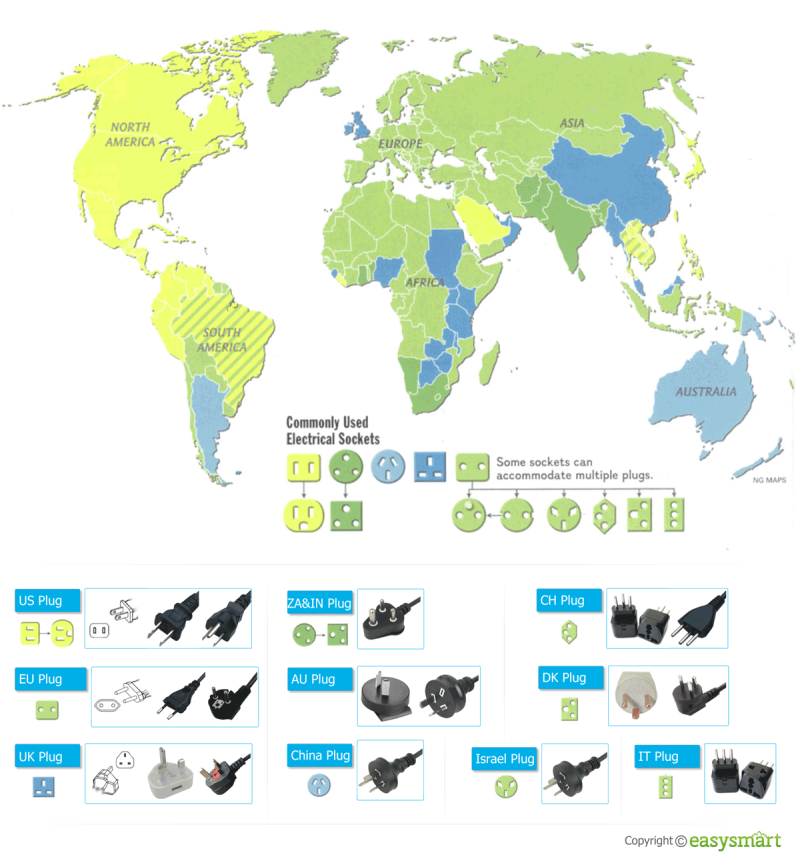 NORTH
AMERICA
EUROPE
ASIA
AFRICA
SOUTH
AMERICA
AUSTRALIA
Commonly Used
Electrical Sockets
Some sockets can
accommodate multiple plugs.
NG MAPS
US Plug
ZA&IN Plug
CH Plug
EU Plug
AU Plug
DK Plug
UK Plug
China Plug
Israel Plug
IT Plug
Copyright © easysmart